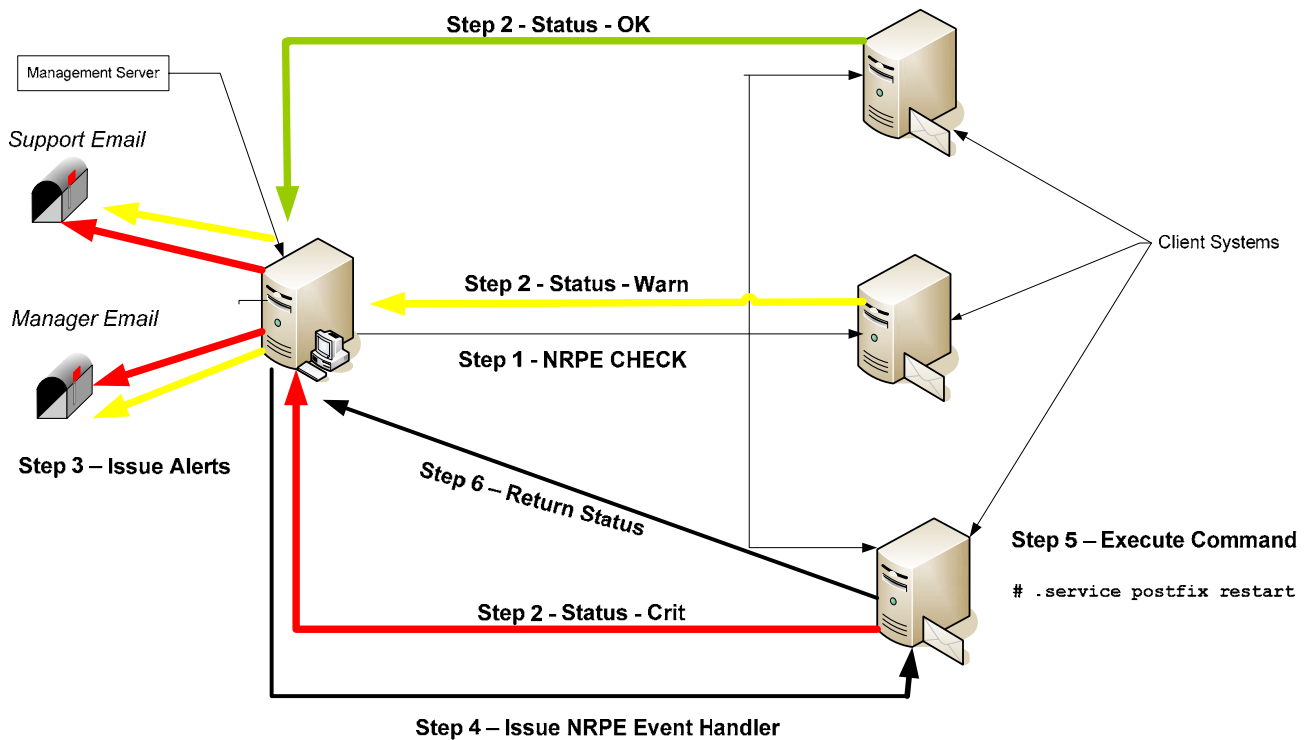 Step 2 - Status - OK
Management Server
Support Email
Client Systems
Step 2 - Status - Warn
Manager Email
Step 1 - NRPE CHECK
Step 3 – Issue Alerts
Step 6 – Return Status
Step 5 – Execute Command
# .service postfix restart
Step 2 - Status - Crit
Step 4 – Issue NRPE Event Handler